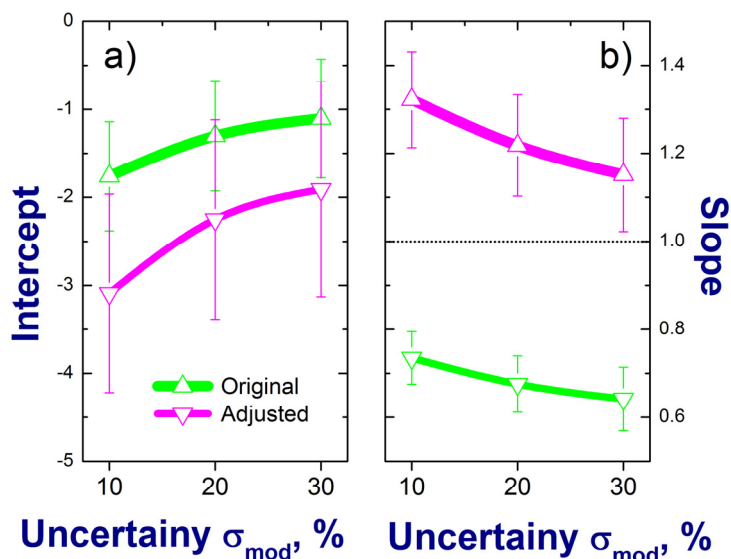 a)
0
-1
-2
-3
-4
-5
Intercept
Original
Adjusted
10 20 30
Uncertainy σmod, %
b)
1.4
1.2
1.0
0.8
0.6
Slope
10 20 30
Uncertainy σmod, %